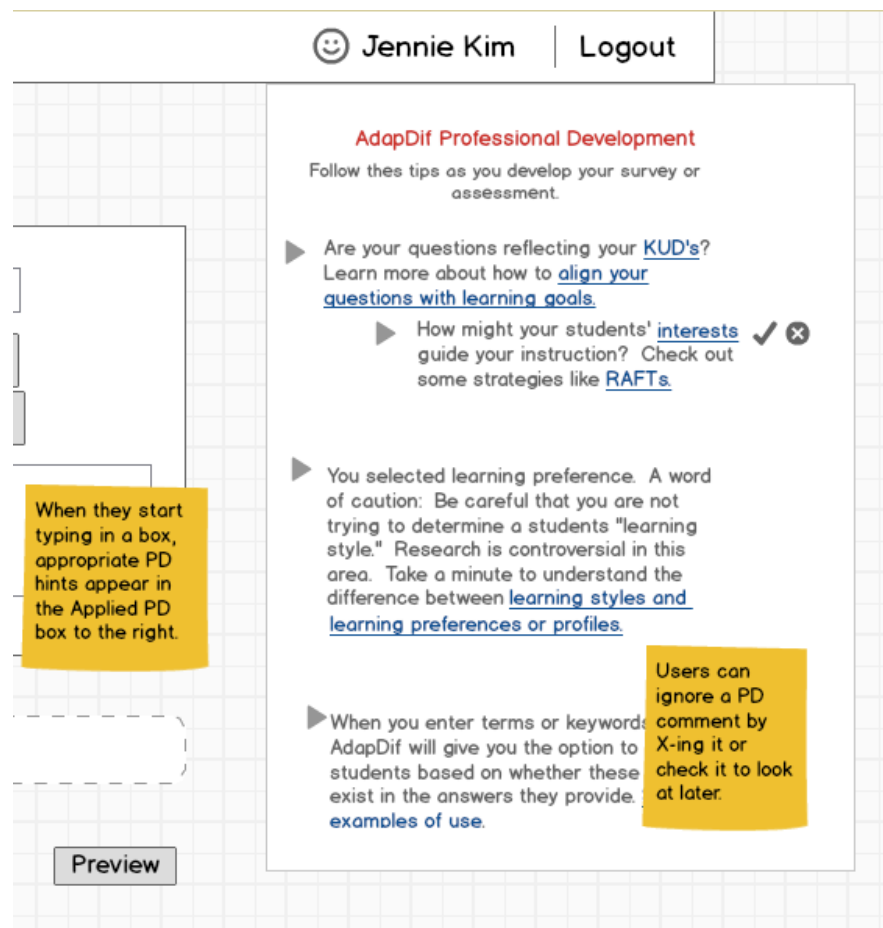 Jennie Kim
Logout
AdapDif Professional Development
Follow thes tips as you develop your survey or
assessment.
Are your questions reflecting your KUD's?
Learn more about how to align your
questions with learning goals.
How might your students' interests
guide your instruction? Check out
some strategies like RAFTs.
You selected learning preference. A word
of caution: Be careful that you are not
trying to determine a students "learning
style." Research is controversial in this
area. Take a minute to understand the
difference between learning styles and
learning preferences or profiles.
When you enter terms or keywords
AdapDif will give you the option to
students based on whether these
exist in the answers they provide.
examples of use.
When they start
typing in a box,
appropriate PD
hints appear in
the Applied PD
box to the right.
Users can
ignore a PD
comment by
X-ing it or
check it to look
at later.
Preview